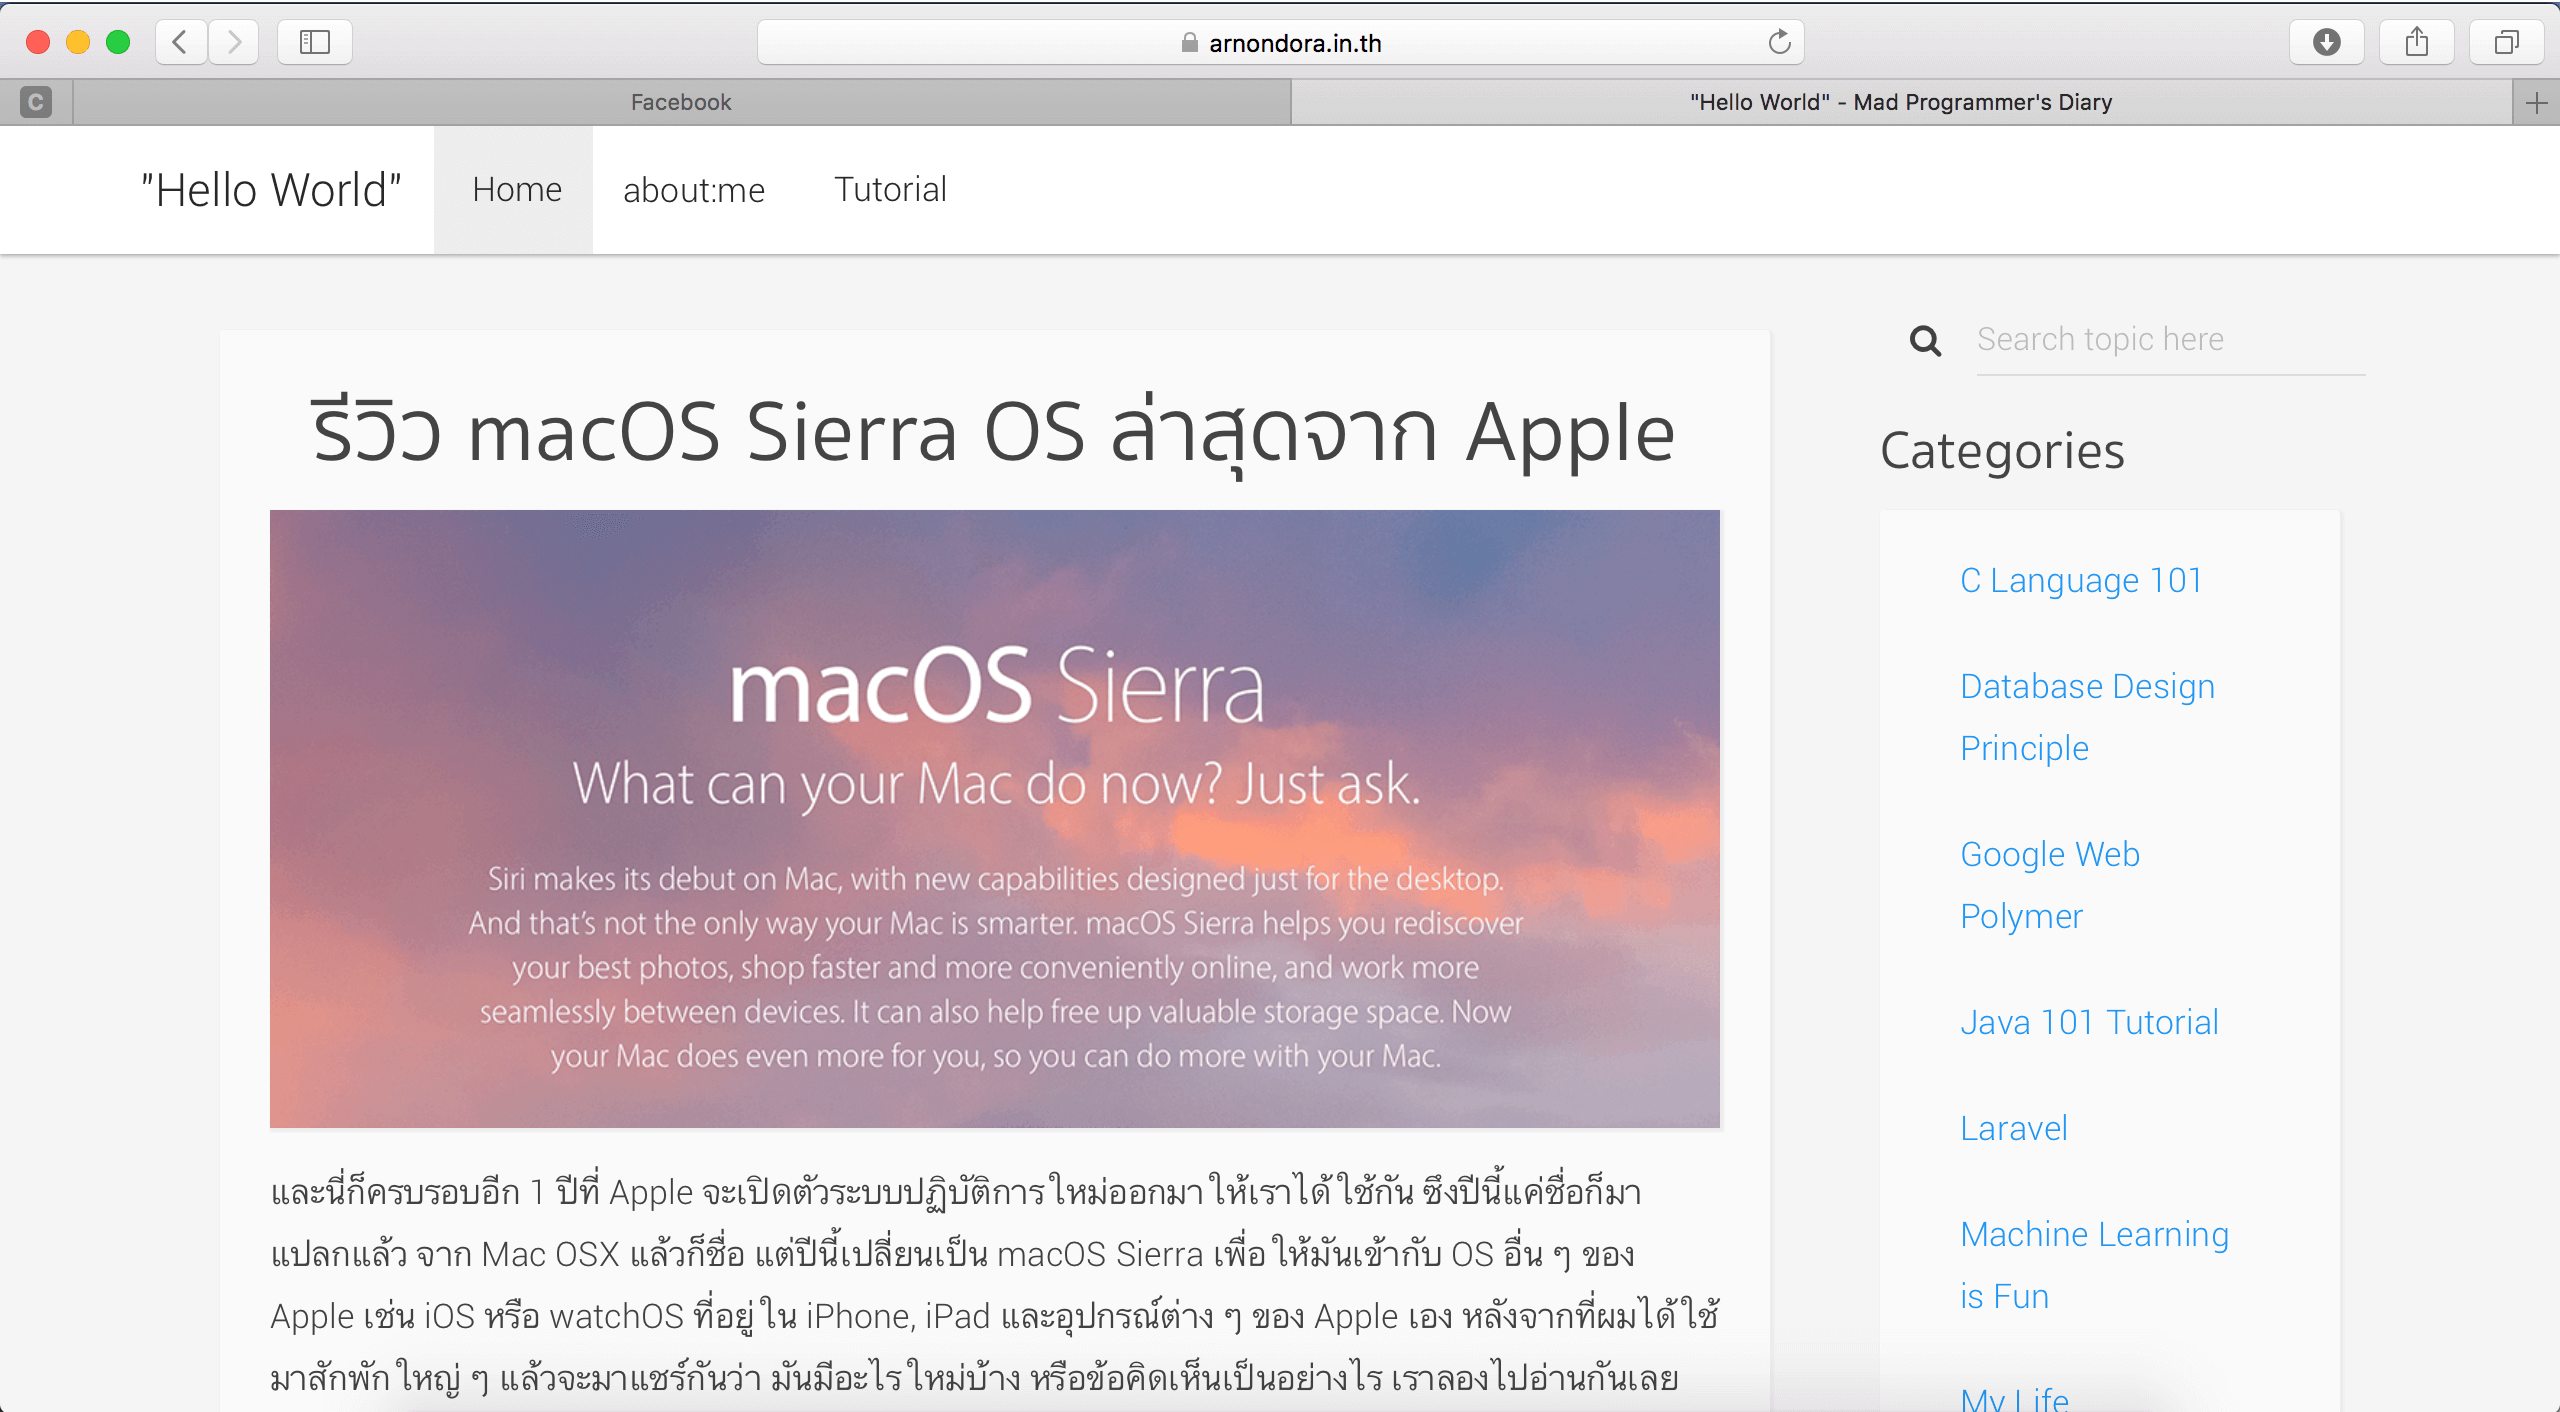 arnondora.in.th
C
Facebook
"Hello World" - Mad Programmer's Diary
"Hello World"
Home
about:me
Tutorial
Search topic here
รีวิว macOS Sierra OS ล่าสุดจาก Apple
macOS Sierra
What can your Mac do now? Just ask.
Siri makes its debut on Mac, with new capabilities designed just for the desktop.
And that's not the only way your Mac is smarter. macOS Sierra helps you rediscover
your best photos, shop faster and more conveniently online, and work more
seamlessly between devices. It can also help free up valuable storage space. Now
your Mac does even more for you, so you can do more with your Mac.
และนี่ก็ครบรอบอีก 1 ปีที่ Apple จะเปิดตัวระบบปฏิบัติการใหม่ออกมาให้เราได้ใช้กัน ซึงปีนี้แค่ชื่อก็มา
แปลกแล้ว จาก Mac OSX แล้วก็ชื่อ แต่ปีนี้เปลี่ยนเป็น macOS Sierra เพื่อให้มันเข้ากับ OS อื่น ๆ ของ
Apple เช่น iOS หรือ watchOS ที่อยู่ใน iPhone, iPad และอุปกรณ์ต่าง ๆ ของ Apple เอง หลังจากที่ผมได้ใช้
มาสักพักใหญ่ ๆ แล้วจะมาแชร์กันว่า มันมีอะไรใหม่บ้าง หรือข้อคิดเห็นเป็นอย่างไร เราลองไปอ่านกันเลย
Categories
C Language 101
Database Design
Principle
Google Web
Polymer
Java 101 Tutorial
Laravel
Machine Learning
is Fun
My Life